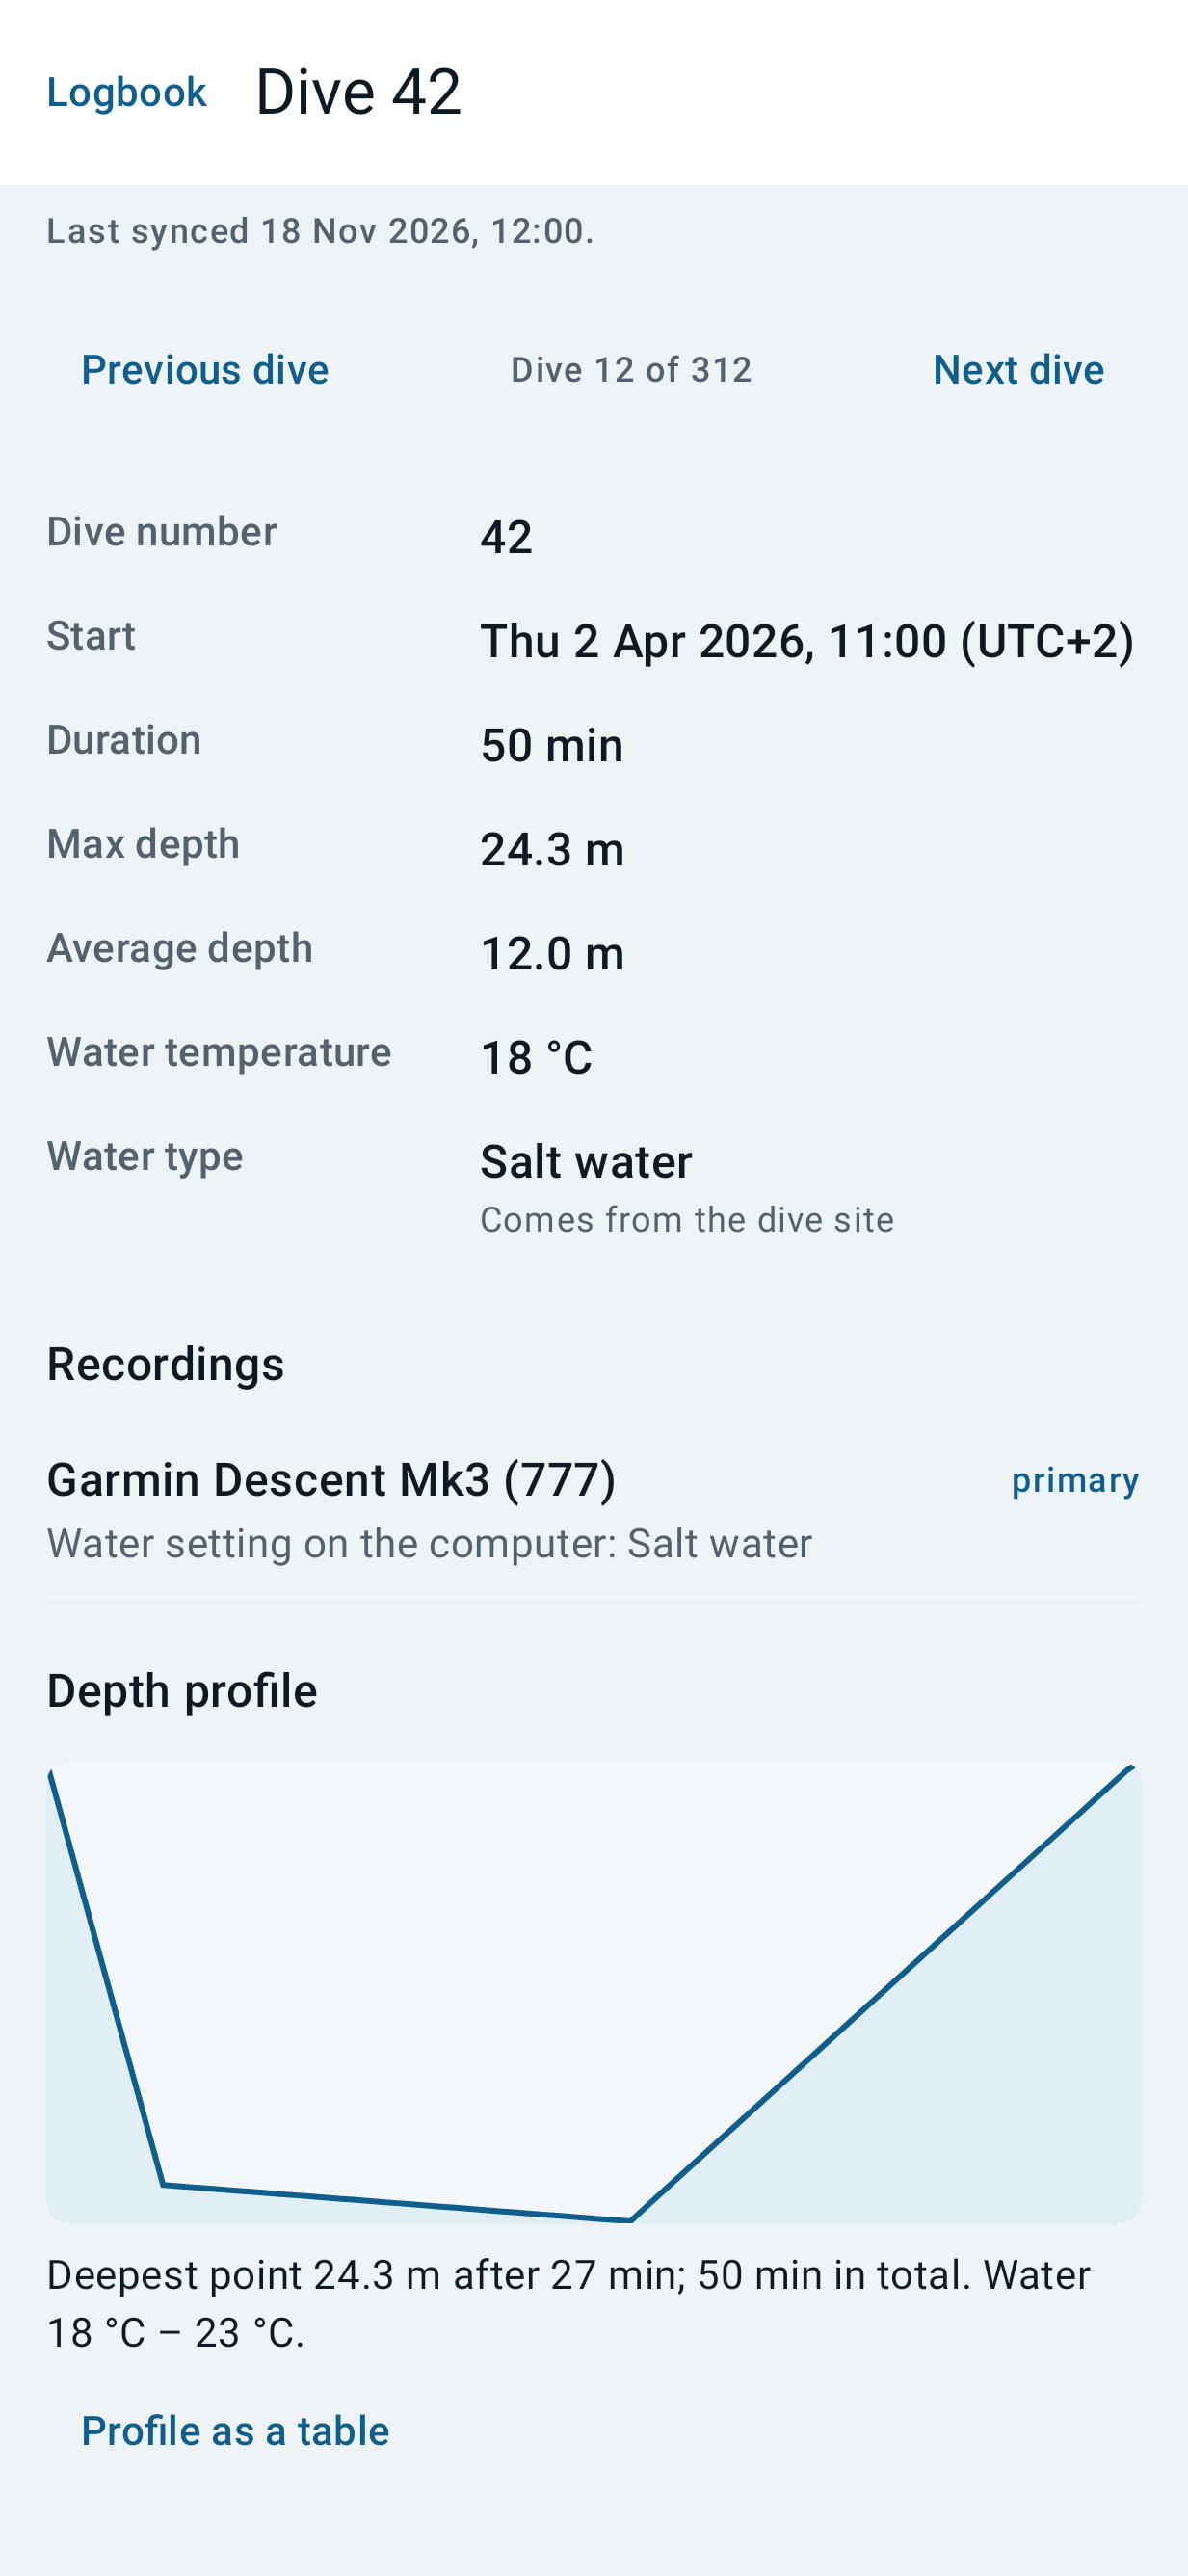 Logbook Dive 42
Last synced 18 Nov 2026, 12:00.
Previous dive Dive 12 of 312 Next dive
Dive number 42
Start Thu 2 Apr 2026, 11:00 (UTC+2)
Duration 50 min
Max depth 24.3 m
Average depth 12.0 m
Water temperature 18 °C
Water type Salt water
Comes from the dive site
Recordings
Garmin Descent Mk3 (777) primary
Water setting on the computer: Salt water
Depth profile
Deepest point 24.3 m after 27 min; 50 min in total. Water
18 °C – 23 °C.
Profile as a table